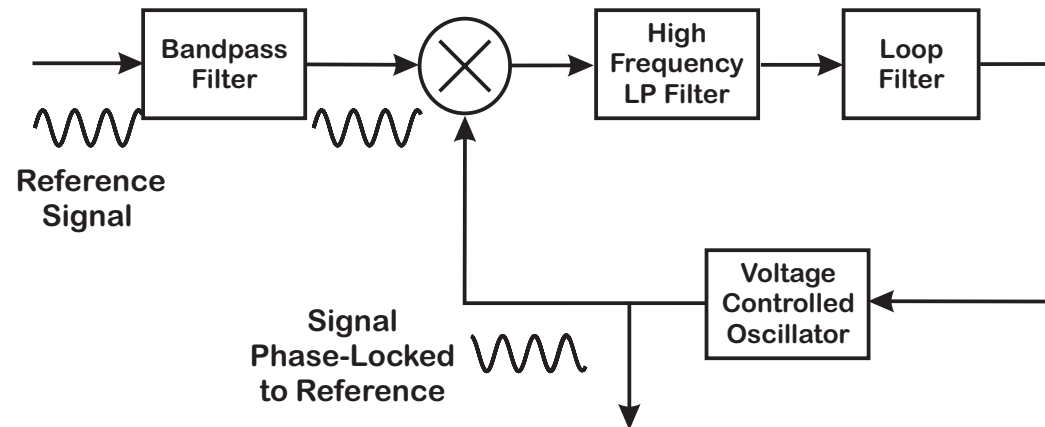 Bandpass
Filter
High
Frequency
LP Filter
Loop
Filter
Reference
Signal
Voltage
Controlled
Oscillator
Signal
Phase-Locked
to Reference